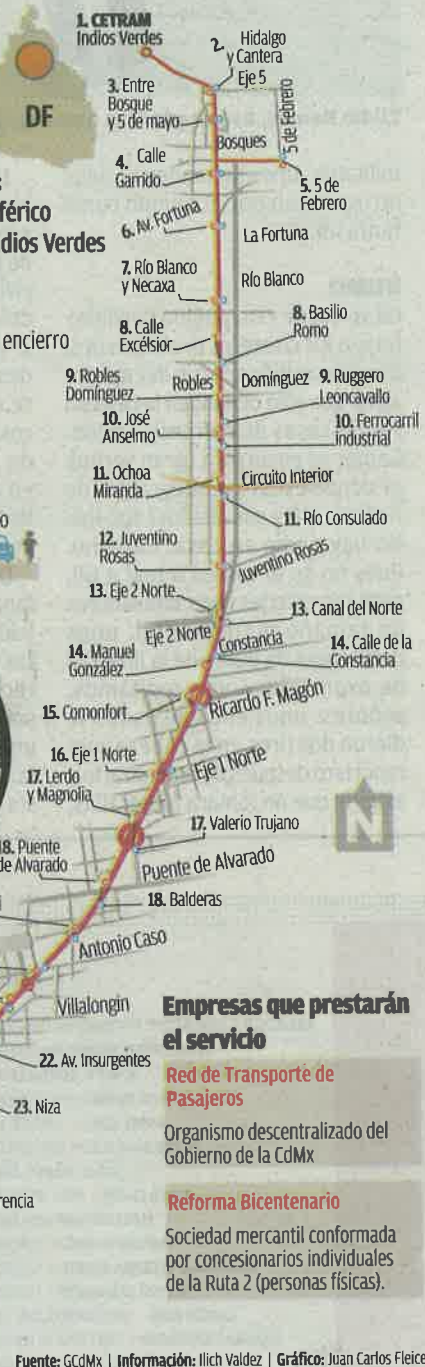 1. CETRAM
Indios Verdes
2. Hidalgo
y Cantera
Eje 5
3. Entre
Bosque
y 5 de mayo
DF
Bosques
5 de Febrero
4. Calle
Garrido
5. 5 de
Febrero
férico
dios Verdes
6. Av. Fortuna
La Fortuna
7. Río Blanco
y Necaxa
Río Blanco
encierro
8. Calle
Excélsior
8. Basilio
Romo
9. Robles
Domínguez
Robles
Domínguez
9. Ruggero
Leoncavallo
10. José
Anselmo
10. Ferrocarril
industrial
11. Ochoa
Miranda
Circuito Interior
11. Río Consulado
12. Juventino
Rosas
Juventino Rosas
13. Eje 2 Norte
13. Canal del Norte
Eje 2 Norte
Constancia
14. Manuel
González
14. Calle de la
Constancia
15. Comonfort
Ricardo F. Magón
16. Eje 1 Norte
Eje 1 Norte
17. Lerdo
y Magnolia
N
17. Valerio Trujano
18. Puente
de Alvarado
Puente de Alvarado
18. Balderas
Antonio Caso
Villalongin
22. Av. Insurgentes
23. Niza
rencia
Empresas que prestarán
el servicio
Red de Transporte de
Pasajeros
Organismo descentralizado del
Gobierno de la CdMx
Reforma Bicentenario
Sociedad mercantil conformada
por concesionarios individuales
de la Ruta 2 (personas físicas).
Fuente: GCdMx | Información: Ilich Valdez | Gráfico: Juan Carlos Fleice